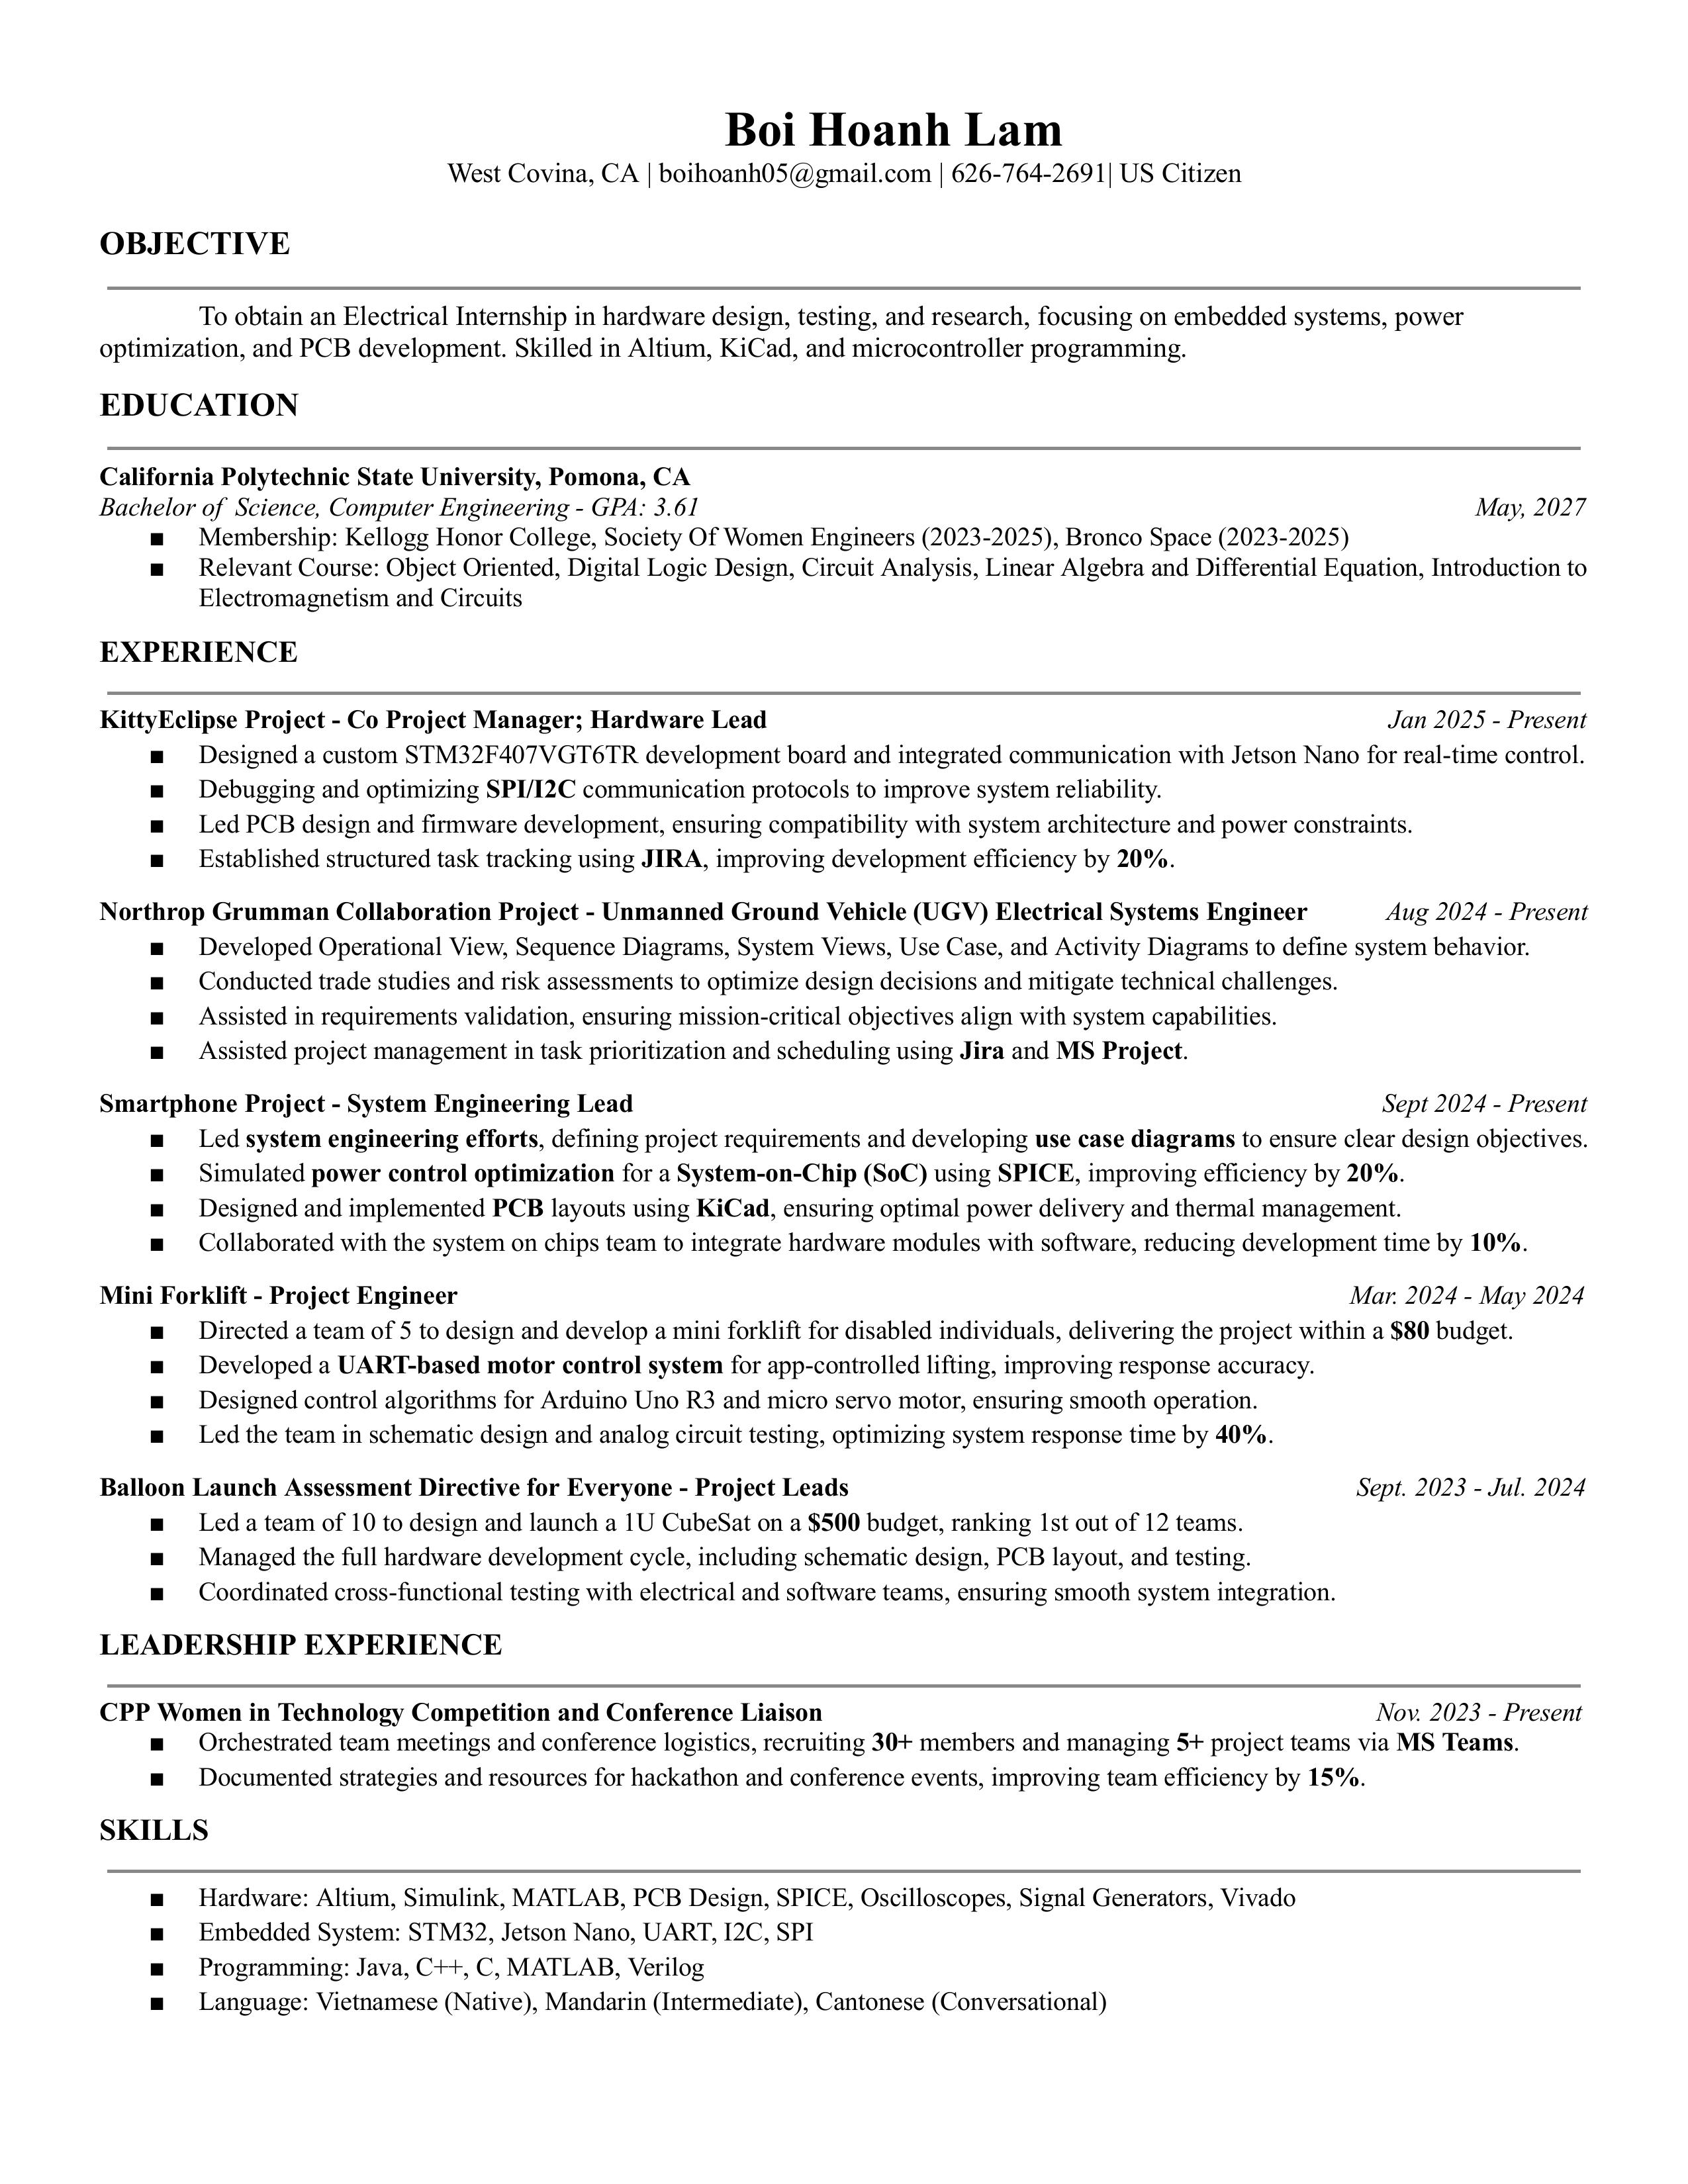 Boi Hoanh Lam
West Covina, CA | boihoanh05@gmail.com | 626-764-2691| US Citizen
OBJECTIVE
To obtain an Electrical Internship in hardware design, testing, and research, focusing on embedded systems, power
optimization, and PCB development. Skilled in Altium, KiCad, and microcontroller programming.
EDUCATION
California Polytechnic State University, Pomona, CA
Bachelor of Science, Computer Engineering - GPA: 3.61 May, 2027
■ Membership: Kellogg Honor College, Society Of Women Engineers (2023-2025), Bronco Space (2023-2025)
■ Relevant Course: Object Oriented, Digital Logic Design, Circuit Analysis, Linear Algebra and Differential Equation, Introduction to
Electromagnetism and Circuits
EXPERIENCE
KittyEclipse Project - Co Project Manager; Hardware Lead Jan 2025 - Present
■ Designed a custom STM32F407VGT6TR development board and integrated communication with Jetson Nano for real-time control.
■ Debugging and optimizing SPI/I2C communication protocols to improve system reliability.
■ Led PCB design and firmware development, ensuring compatibility with system architecture and power constraints.
■ Established structured task tracking using JIRA, improving development efficiency by 20%.
Northrop Grumman Collaboration Project - Unmanned Ground Vehicle (UGV) Electrical Systems Engineer Aug 2024 - Present
■ Developed Operational View, Sequence Diagrams, System Views, Use Case, and Activity Diagrams to define system behavior.
■ Conducted trade studies and risk assessments to optimize design decisions and mitigate technical challenges.
■ Assisted in requirements validation, ensuring mission-critical objectives align with system capabilities.
■ Assisted project management in task prioritization and scheduling using Jira and MS Project.
Smartphone Project - System Engineering Lead Sept 2024 - Present
■ Led system engineering efforts, defining project requirements and developing use case diagrams to ensure clear design objectives.
■ Simulated power control optimization for a System-on-Chip (SoC) using SPICE, improving efficiency by 20%.
■ Designed and implemented PCB layouts using KiCad, ensuring optimal power delivery and thermal management.
■ Collaborated with the system on chips team to integrate hardware modules with software, reducing development time by 10%.
Mini Forklift - Project Engineer Mar. 2024 - May 2024
■ Directed a team of 5 to design and develop a mini forklift for disabled individuals, delivering the project within a $80 budget.
■ Developed a UART-based motor control system for app-controlled lifting, improving response accuracy.
■ Designed control algorithms for Arduino Uno R3 and micro servo motor, ensuring smooth operation.
■ Led the team in schematic design and analog circuit testing, optimizing system response time by 40%.
Balloon Launch Assessment Directive for Everyone - Project Leads Sept. 2023 - Jul. 2024
■ Led a team of 10 to design and launch a 1U CubeSat on a $500 budget, ranking 1st out of 12 teams.
■ Managed the full hardware development cycle, including schematic design, PCB layout, and testing.
■ Coordinated cross-functional testing with electrical and software teams, ensuring smooth system integration.
LEADERSHIP EXPERIENCE
CPP Women in Technology Competition and Conference Liaison Nov. 2023 - Present
■ Orchestrated team meetings and conference logistics, recruiting 30+ members and managing 5+ project teams via MS Teams.
■ Documented strategies and resources for hackathon and conference events, improving team efficiency by 15%.
SKILLS
■ Hardware: Altium, Simulink, MATLAB, PCB Design, SPICE, Oscilloscopes, Signal Generators, Vivado
■ Embedded System: STM32, Jetson Nano, UART, I2C, SPI
■ Programming: Java, C++, C, MATLAB, Verilog
■ Language: Vietnamese (Native), Mandarin (Intermediate), Cantonese (Conversational)